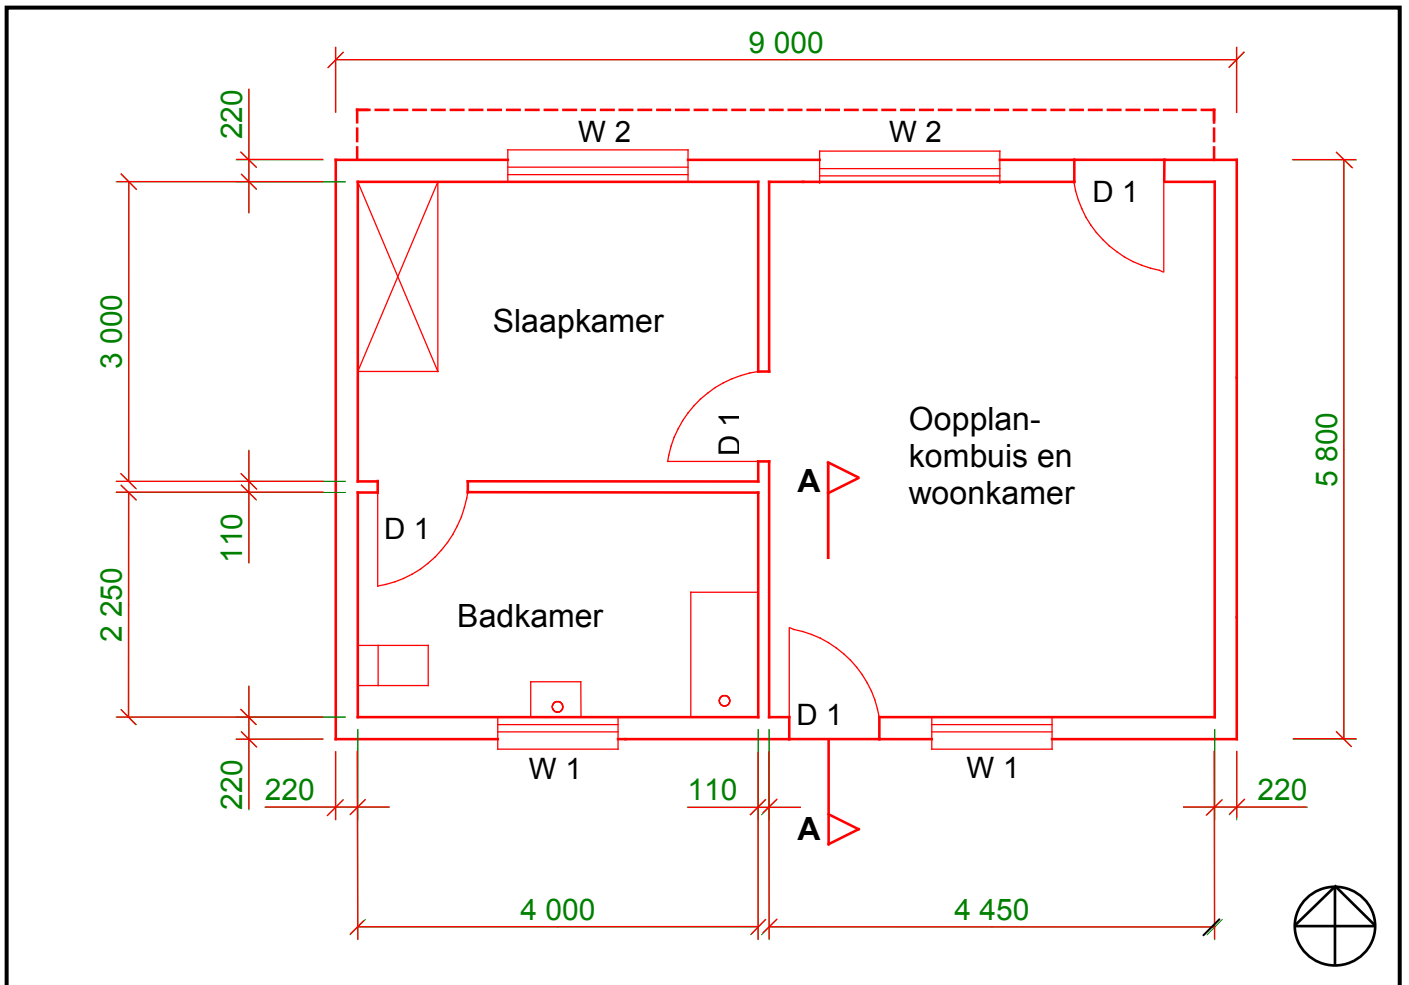 9 000
220
W 2
W 2
D 1
3 000
Slaapkamer
D 1
Oopplan-
kombuis en
woonkamer
5 800
A
110
D 1
2 250
Badkamer
D 1
W 1
W 1
220
220
110
220
A
4 000
4 450